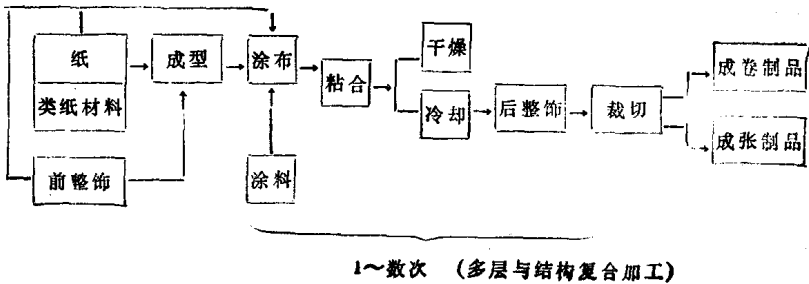 纸
类纸材料
前整饰
成型
涂布
涂料
粘合
干燥
冷却
后整饰
裁切
成卷制品
成张制品
1～数次 (多层与结构复合加工)